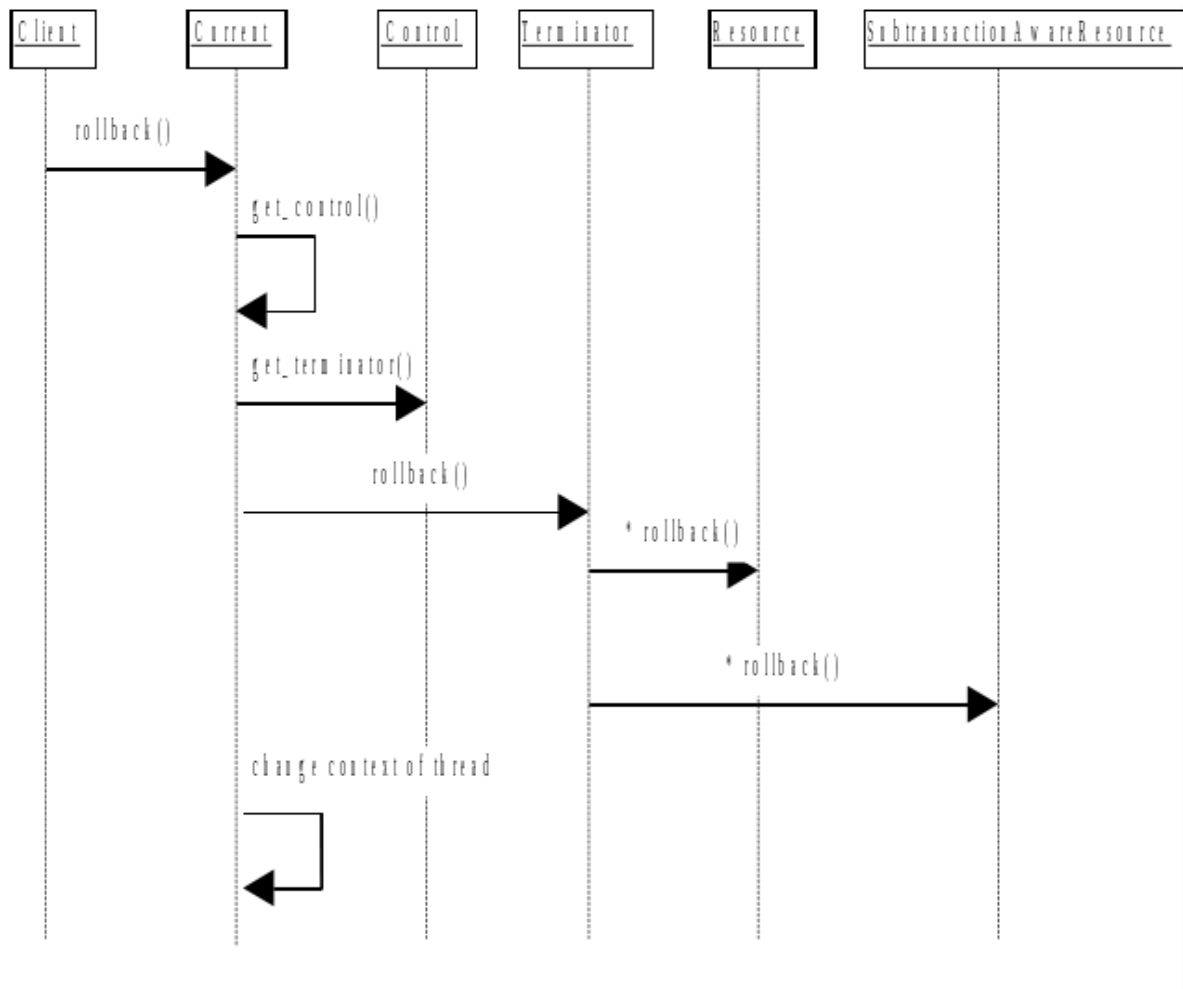 Client
Current
Control
Terminator
Resource
SubtransactionAwareResource
rollback()
get_control()
get_terminator()
rollback()
* rollback()
* rollback()
change context of thread